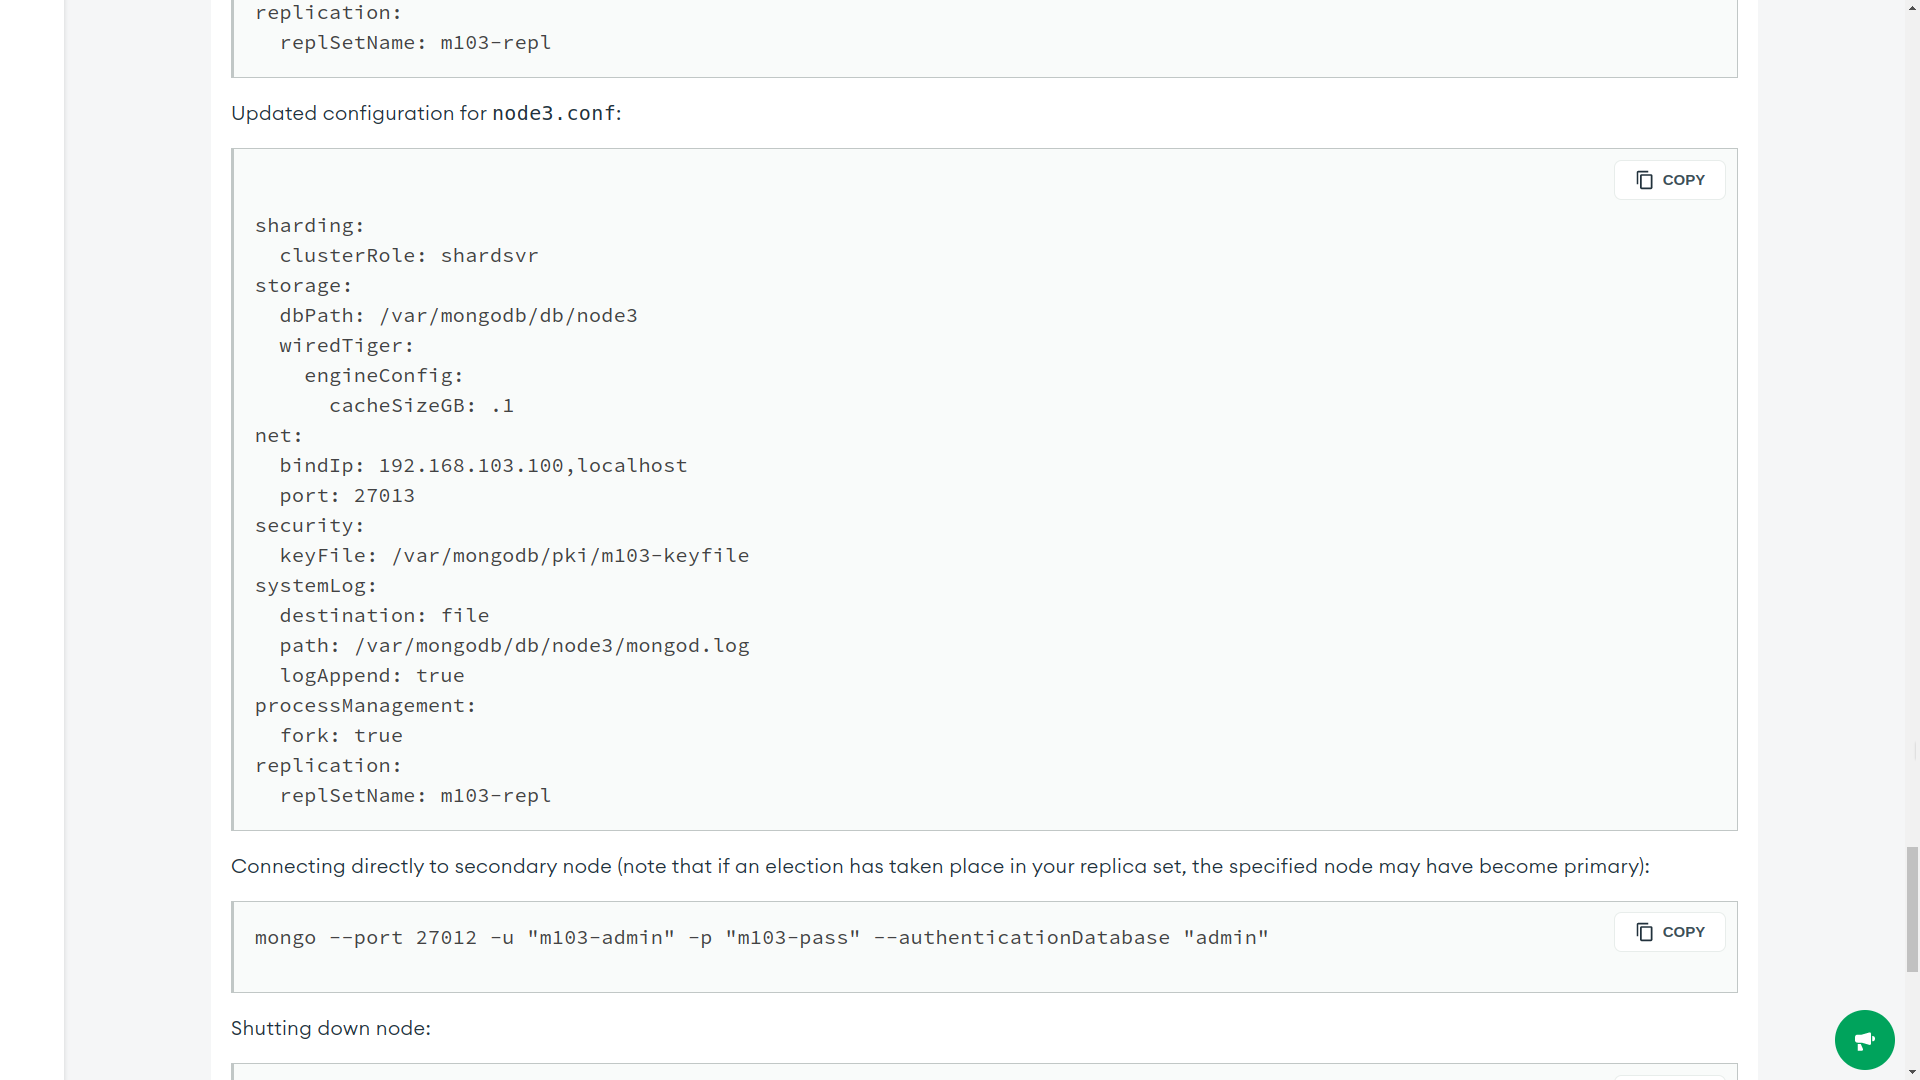 replication:
  replSetName: m103-repl
Updated configuration for node3.conf:
COPY
sharding:
  clusterRole: shardsvr
storage:
  dbPath: /var/mongodb/db/node3
  wiredTiger:
    engineConfig:
      cacheSizeGB: .1
net:
  bindIp: 192.168.103.100,localhost
  port: 27013
security:
  keyFile: /var/mongodb/pki/m103-keyfile
systemLog:
  destination: file
  path: /var/mongodb/db/node3/mongod.log
  logAppend: true
processManagement:
  fork: true
replication:
  replSetName: m103-repl
Connecting directly to secondary node (note that if an election has taken place in your replica set, the specified node may have become primary):
mongo --port 27012 -u "m103-admin" -p "m103-pass" --authenticationDatabase "admin"
COPY
Shutting down node: